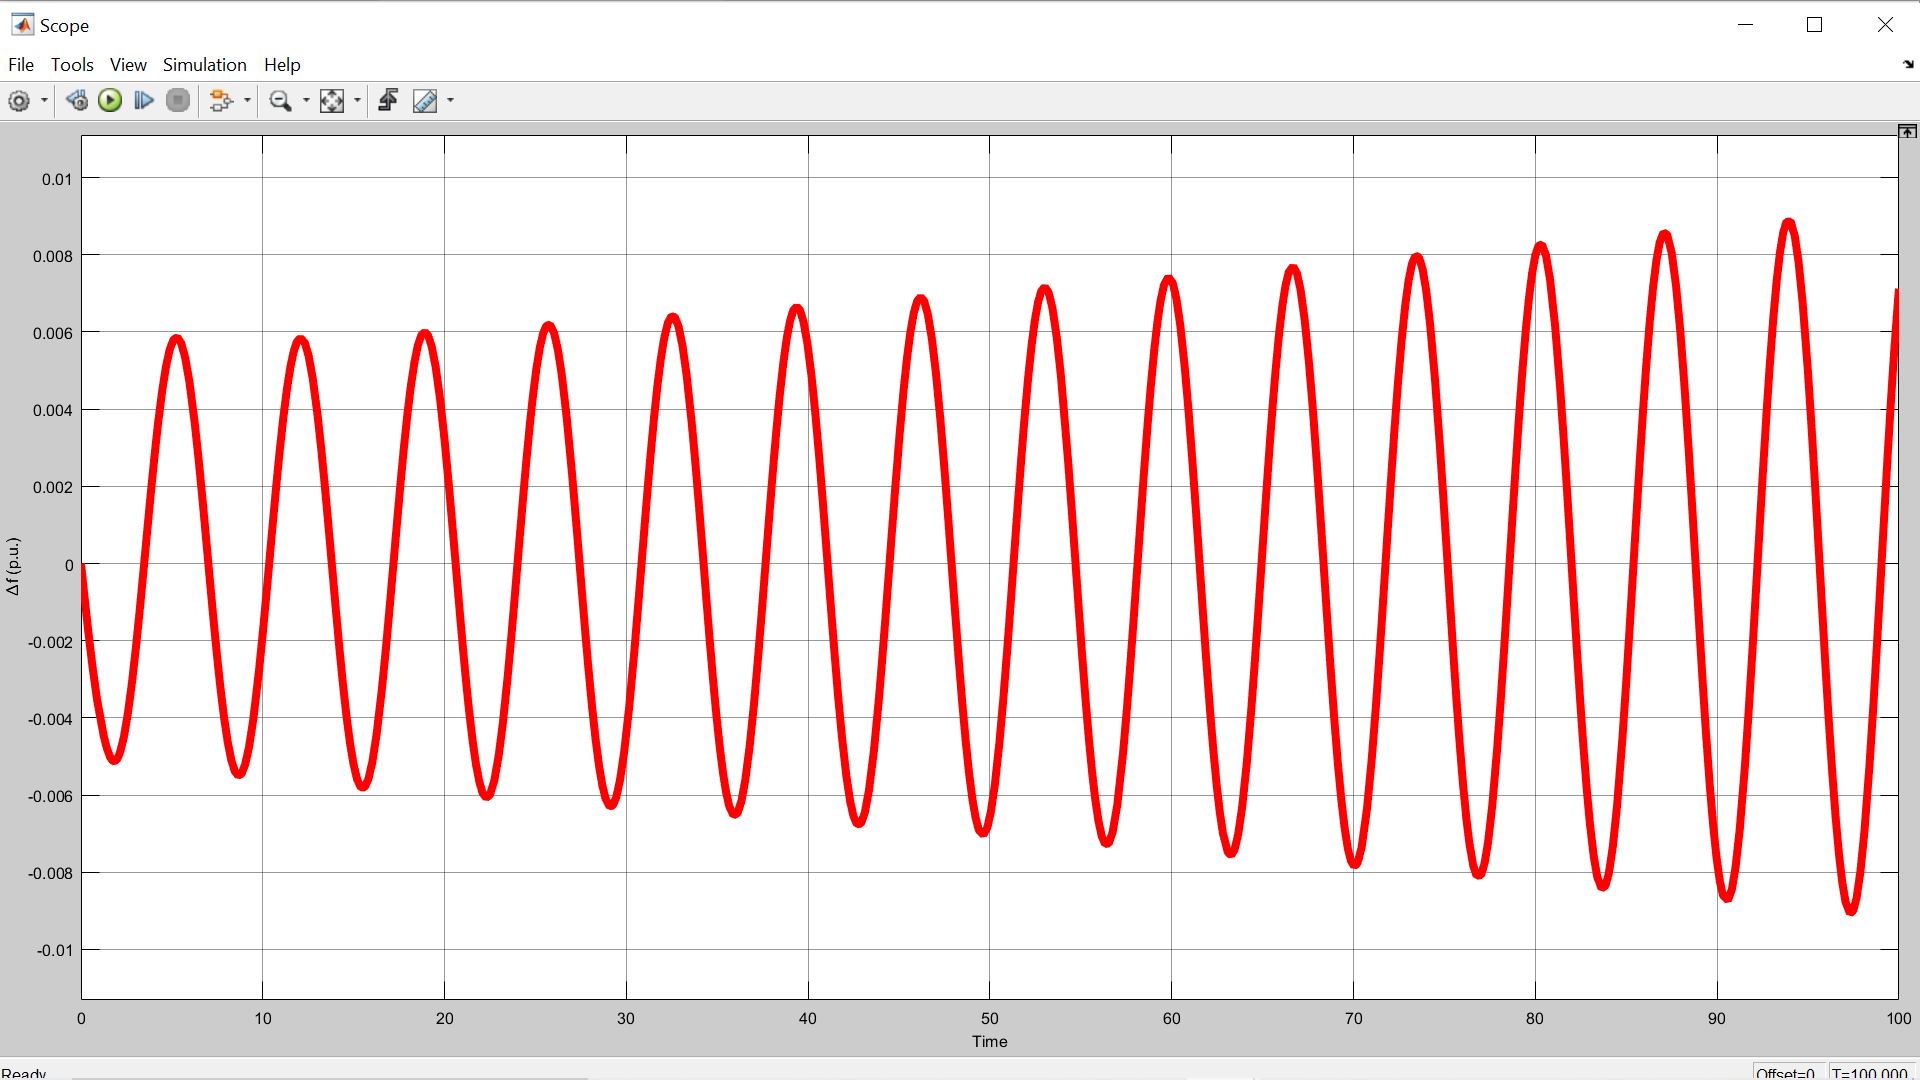 Scope
File Tools View Simulation Help
0.01
0.008
0.006
0.004
0.002
0
-0.002
-0.004
-0.006
-0.008
-0.01
Δf (p.u.)
0 10 20 30 40 50 60 70 80 90 100
Time
Ready
Offset=0 T=100.000